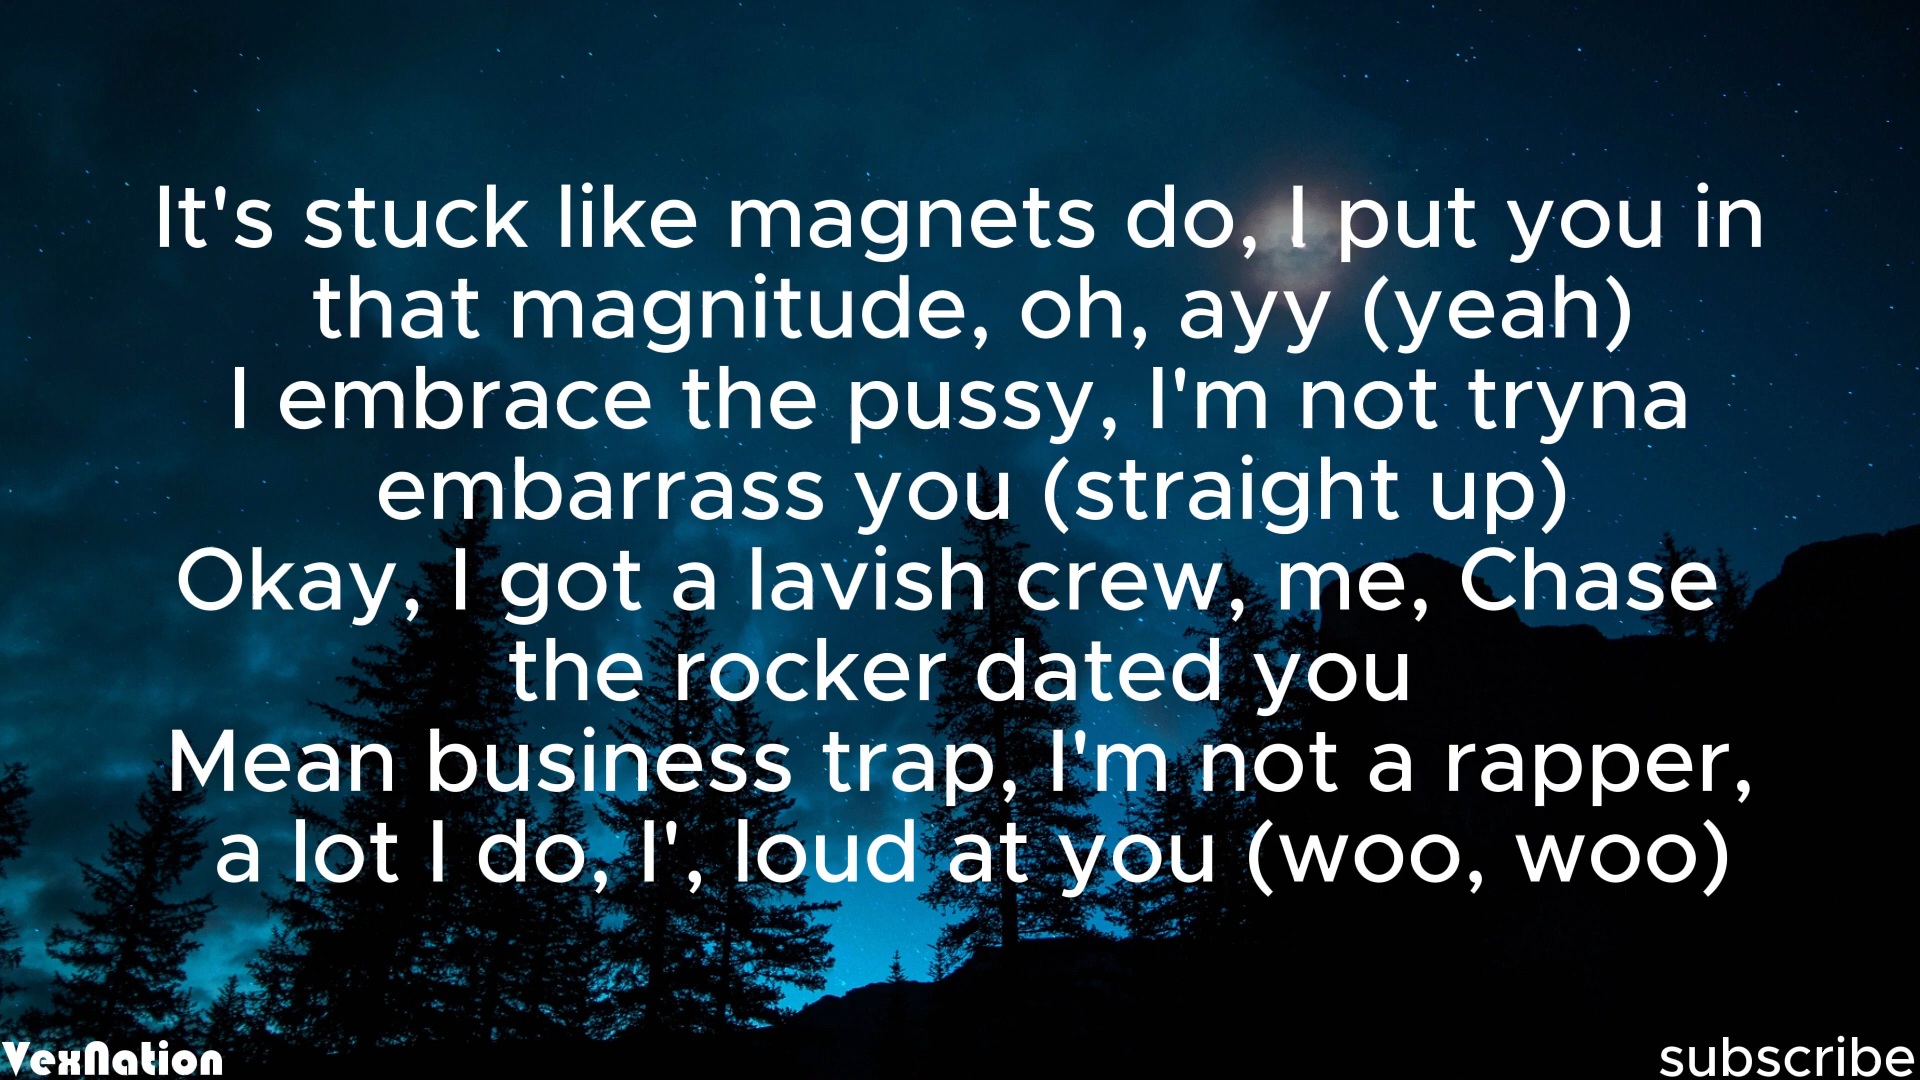 It's stuck like magnets do, I put you in
that magnitude, oh, ayy (yeah)
I embrace the pussy, I'm not tryna
embarrass you (straight up)
Okay, I got a lavish crew, me, Chase
the rocker dated you
Mean business trap, I'm not a rapper,
a lot I do, I', loud at you (woo, woo)
VexNation
subscribe